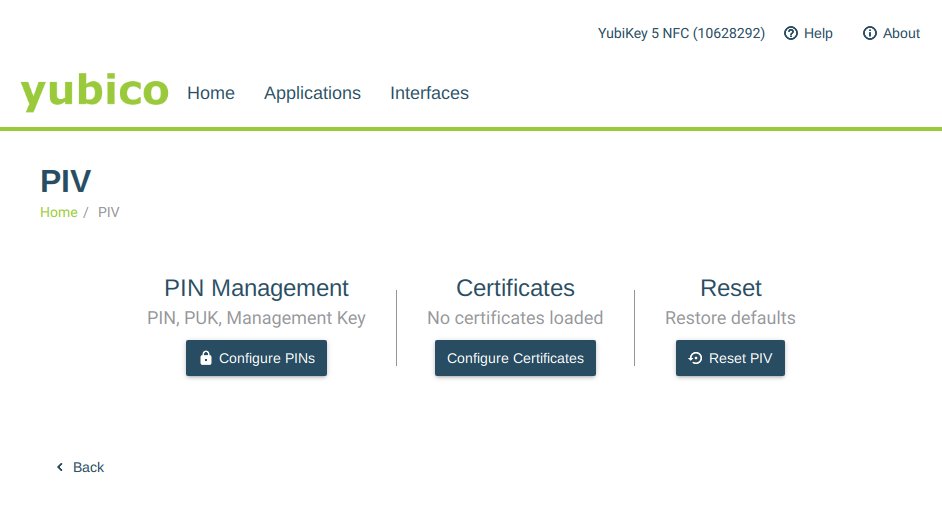 YubiKey 5 NFC (10628292) Help About
yubico Home Applications Interfaces
PIV
Home / PIV
PIN Management Certificates Reset
PIN, PUK, Management Key No certificates loaded Restore defaults
Configure PINs Configure Certificates Reset PIV
Back